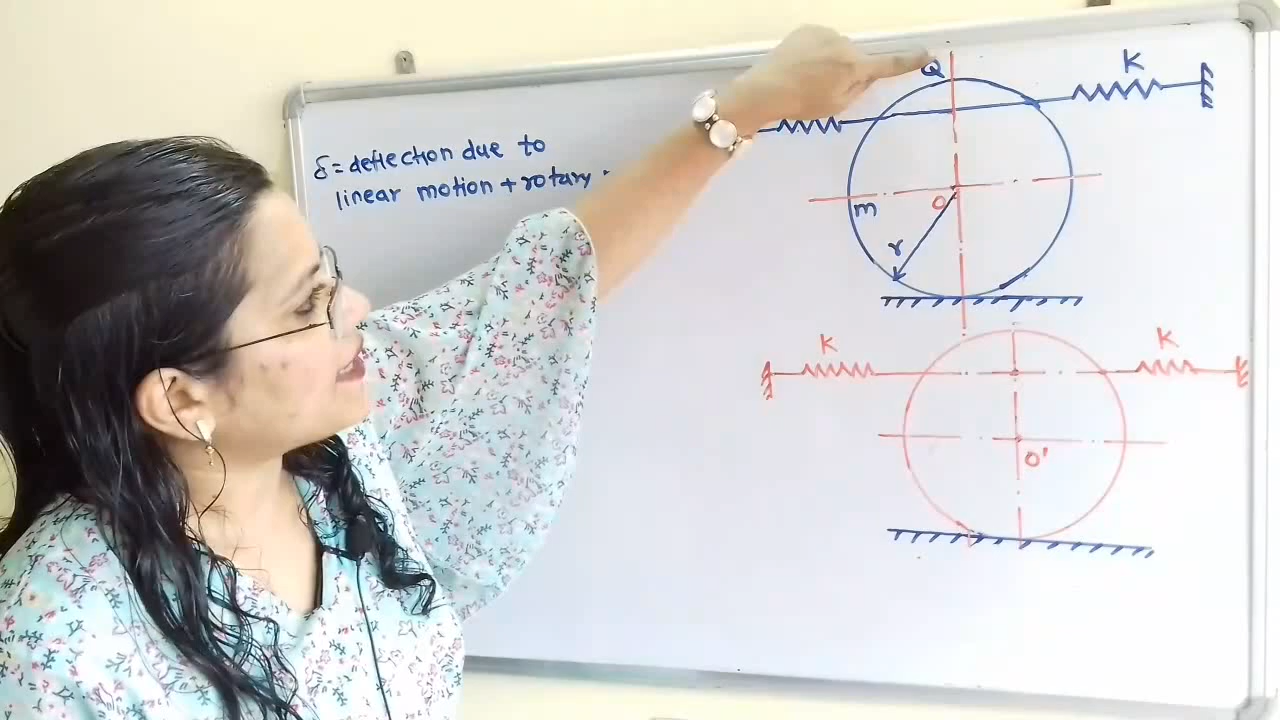 δ = deflection due to
linear motion + rotary
Q
K
m
O
r
K
K
O'